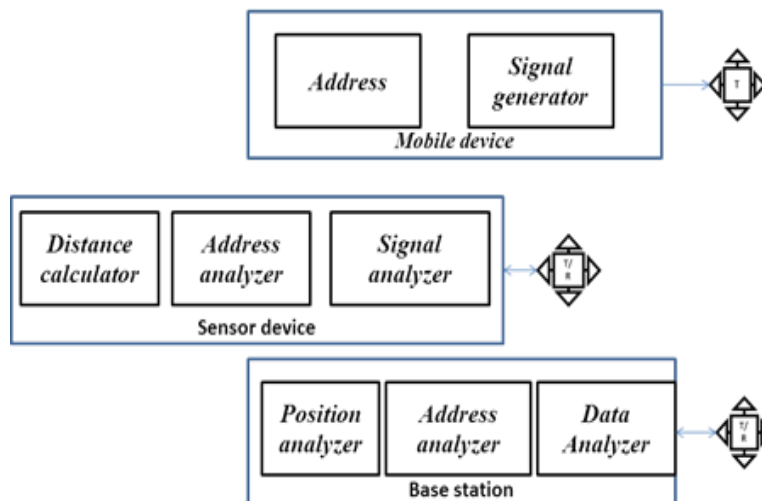 Address
Signal
generator
Mobile device
T
Distance
calculator
Address
analyzer
Signal
analyzer
Sensor device
T/
R
Position
analyzer
Address
analyzer
Data
Analyzer
Base station
T/
R